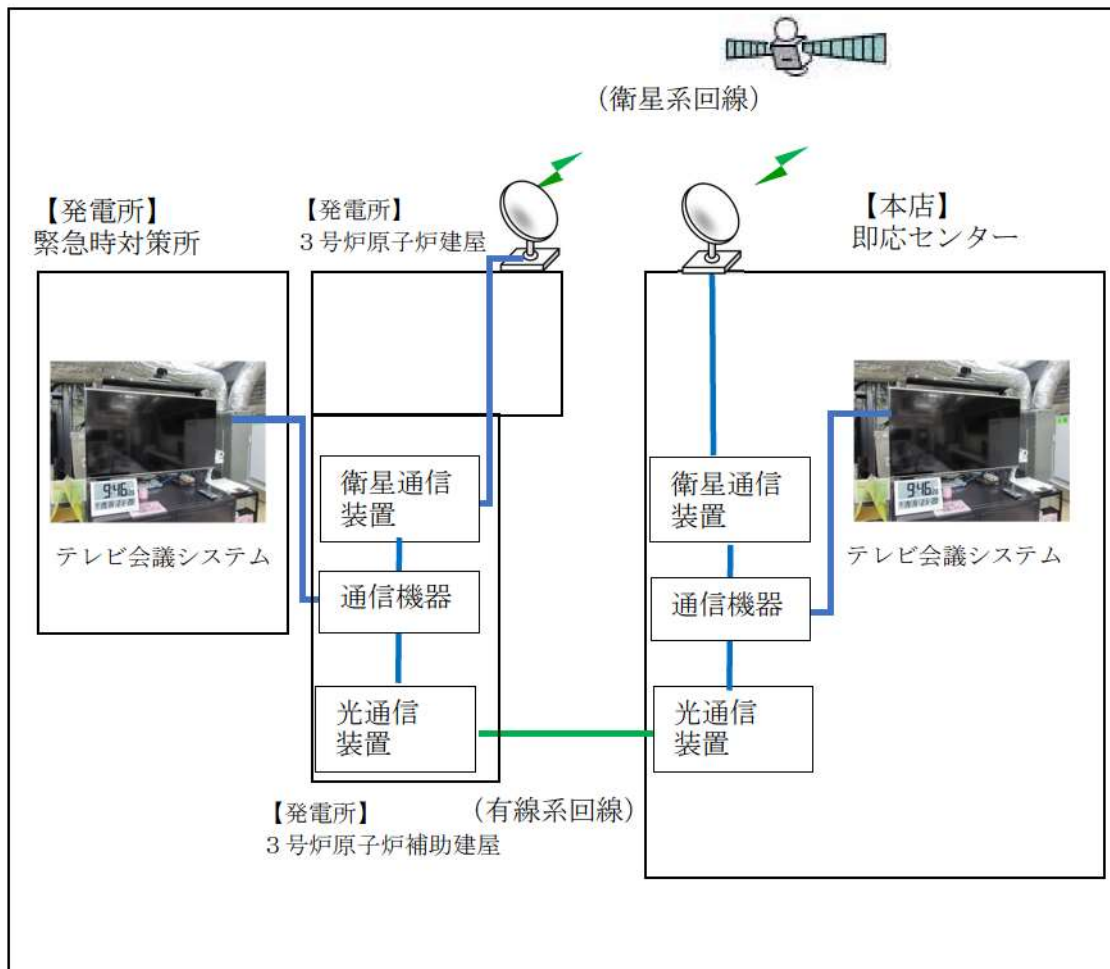 （衛星系回線）
【発電所】
緊急時対策所
【発電所】
３号炉原子炉建屋
【本店】
即応センター
9:46
テレビ会議システム
衛星通信
装置
通信機器
光通信
装置
衛星通信
装置
通信機器
光通信
装置
9:46
テレビ会議システム
（有線系回線）
【発電所】
３号炉原子炉補助建屋